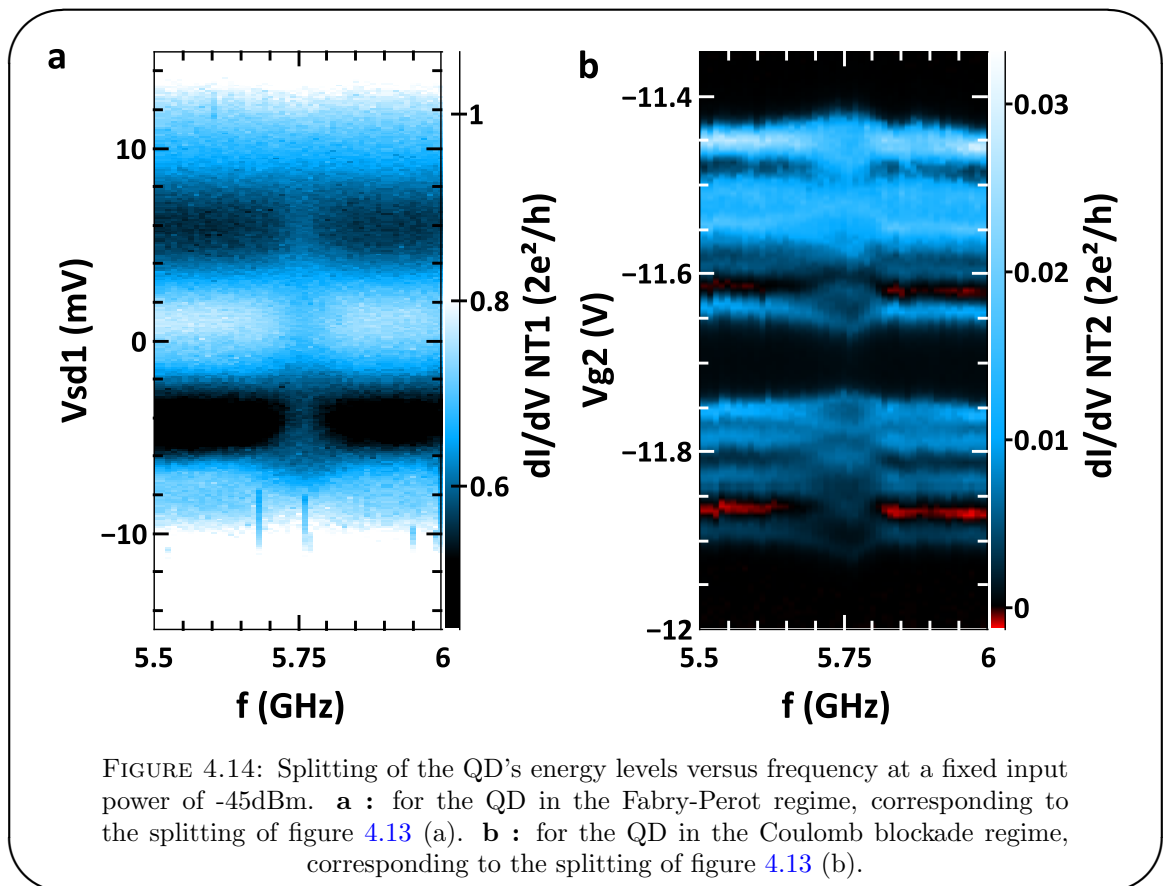 a
10
0
−10
Vsd1 (mV)
5.5 5.75 6
f (GHz)
1
0.8
0.6
dI/dV NT1 (2e²/h)
b
−11.4
−11.6
−11.8
−12
Vg2 (V)
5.5 5.75 6
f (GHz)
0.03
0.02
0.01
0
dI/dV NT2 (2e²/h)
FIGURE 4.14: Splitting of the QD's energy levels versus frequency at a fixed input
power of -45dBm. a : for the QD in the Fabry-Perot regime, corresponding to
the splitting of figure 4.13 (a). b : for the QD in the Coulomb blockade regime,
corresponding to the splitting of figure 4.13 (b).